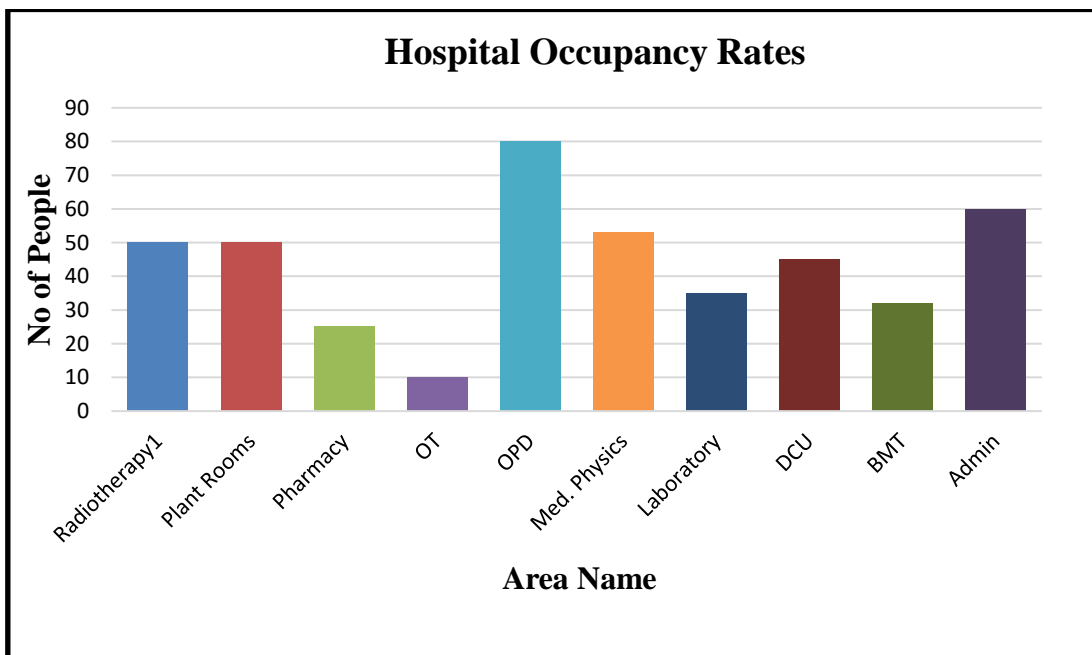 Hospital Occupancy Rates
No of People
90
80
70
60
50
40
30
20
10
0
Radiotherapy1
Plant Rooms
Pharmacy
OT
OPD
Med. Physics
Laboratory
DCU
BMT
Admin
Area Name